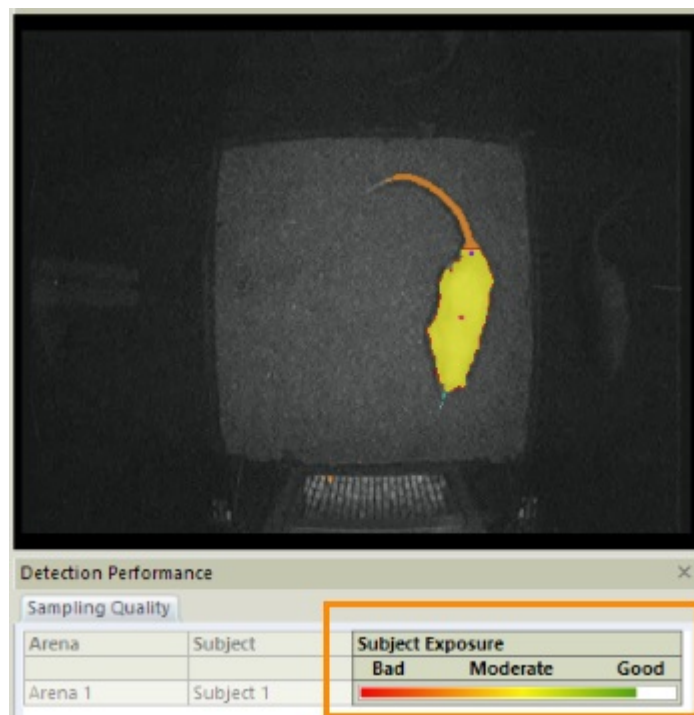 Detection Performance
Sampling Quality
Arena Subject Subject Exposure
Bad Moderate Good
Arena 1 Subject 1